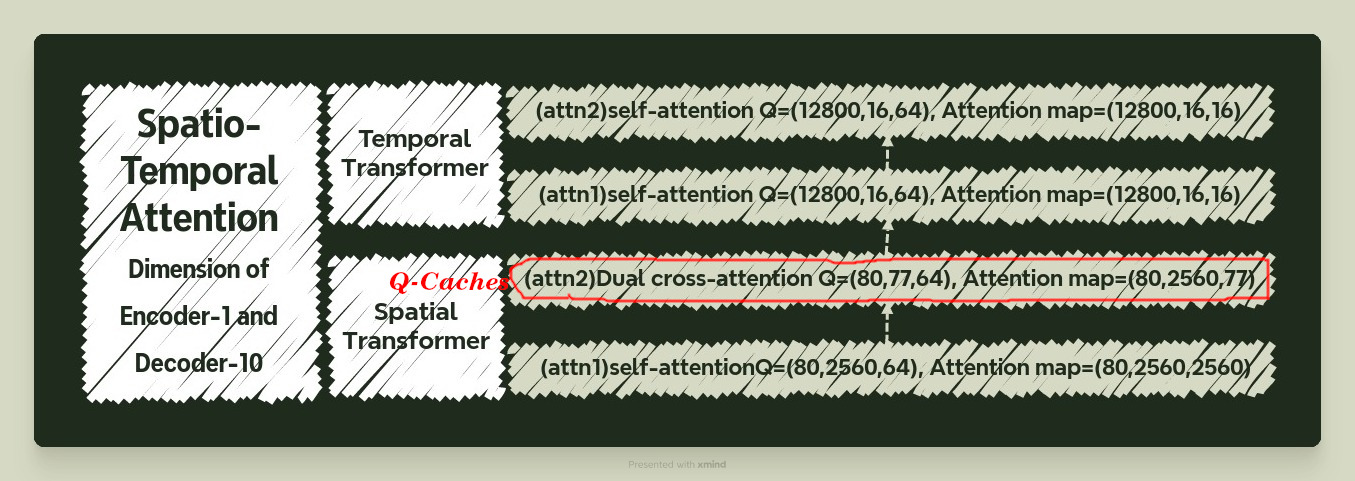 Spatio-
Temporal
Attention
Dimension of
Encoder-1 and
Decoder-10
Temporal
Transformer
(attn2)self-attention Q=(12800,16,64), Attention map=(12800,16,16)
(attn1)self-attention Q=(12800,16,64), Attention map=(12800,16,16)
Q-Caches
Spatial
Transformer
(attn2)Dual cross-attention Q=(80,77,64), Attention map=(80,2560,77)
(attn1)self-attentionQ=(80,2560,64), Attention map=(80,2560,2560)
Presented with xmind